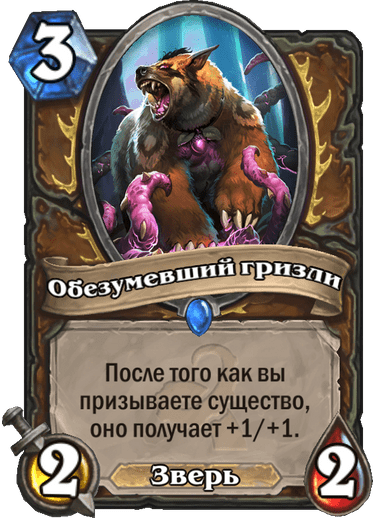 3
Обезумевший гризли
После того как вы
призываете существо,
оно получает +1/+1.
2
Зверь
2